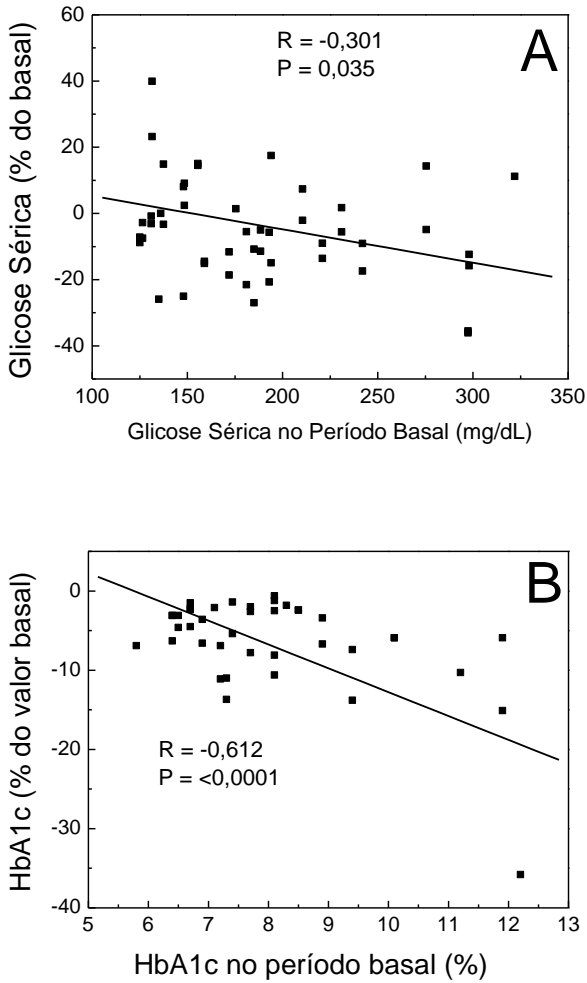 A
R = -0,301
P = 0,035
Glicose Sérica (% do basal)
60
40
20
0
-20
-40
100 150 200 250 300 350
Glicose Sérica no Período Basal (mg/dL)
B
HbA1c (% do valor basal)
0
-10
-20
-30
-40
R = -0,612
P = <0,0001
5 6 7 8 9 10 11 12 13
HbA1c no período basal (%)